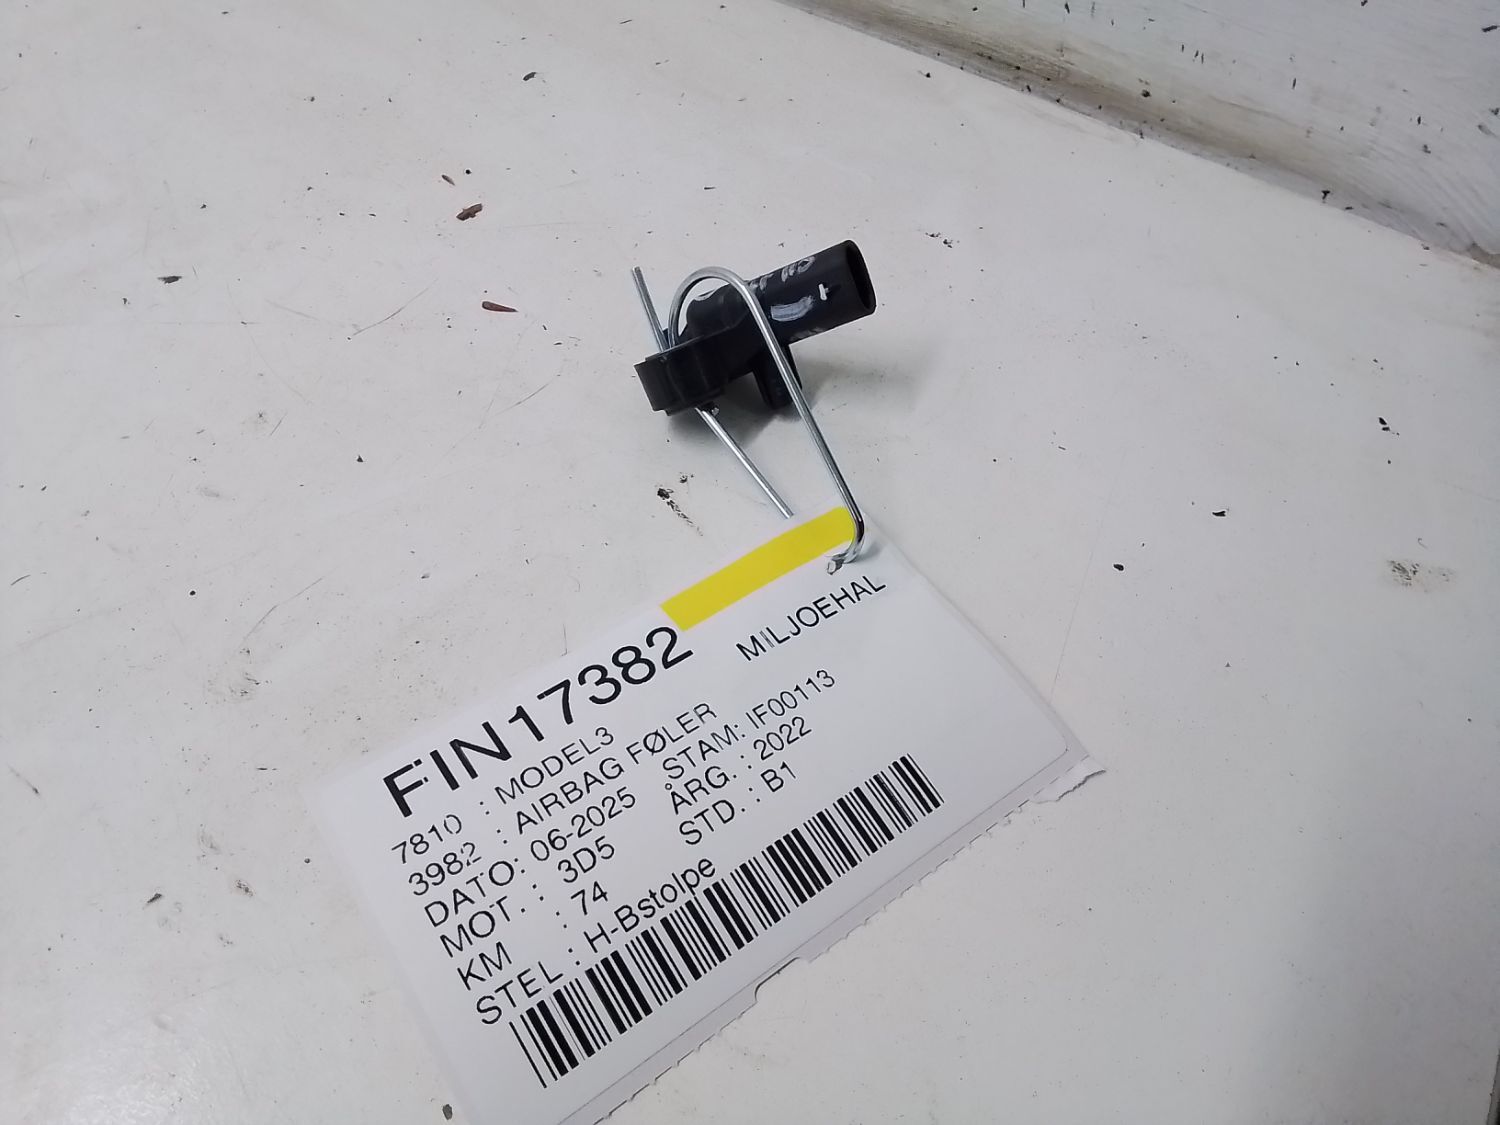 FIN17382
MILJOEHAL
7810 : MODEL3
3982 : AIRBAG FØLER
DATO: 06-2025 STAM: IF00113
MOT. : 3D5 ÅRG. : 2022
KM : 74 STD. : B1
STEL : H-Bstolpe